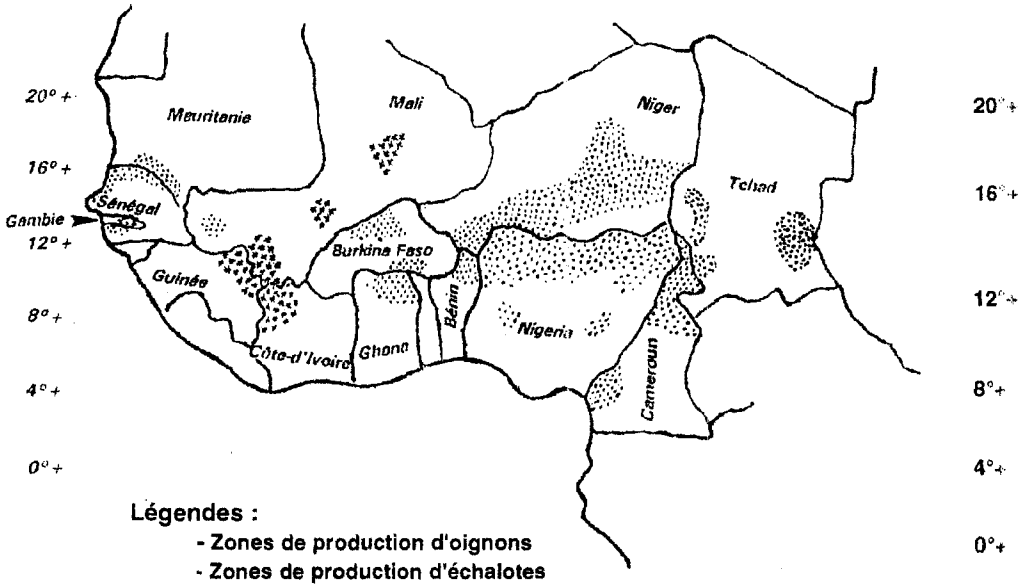 20° +
Mauritanie
Mali
Niger
20° +
16° +
Tchad
16° +
Sénégal
Gambie
12° +
Burkina Faso
Guinée
Bénin
12° +
8° +
Nigeria
Côte-d'Ivoire
Ghana
Cameroun
4° +
8° +
0° +
4° +
Légendes :
- Zones de production d'oignons
0° +
- Zones de production d'échalotes